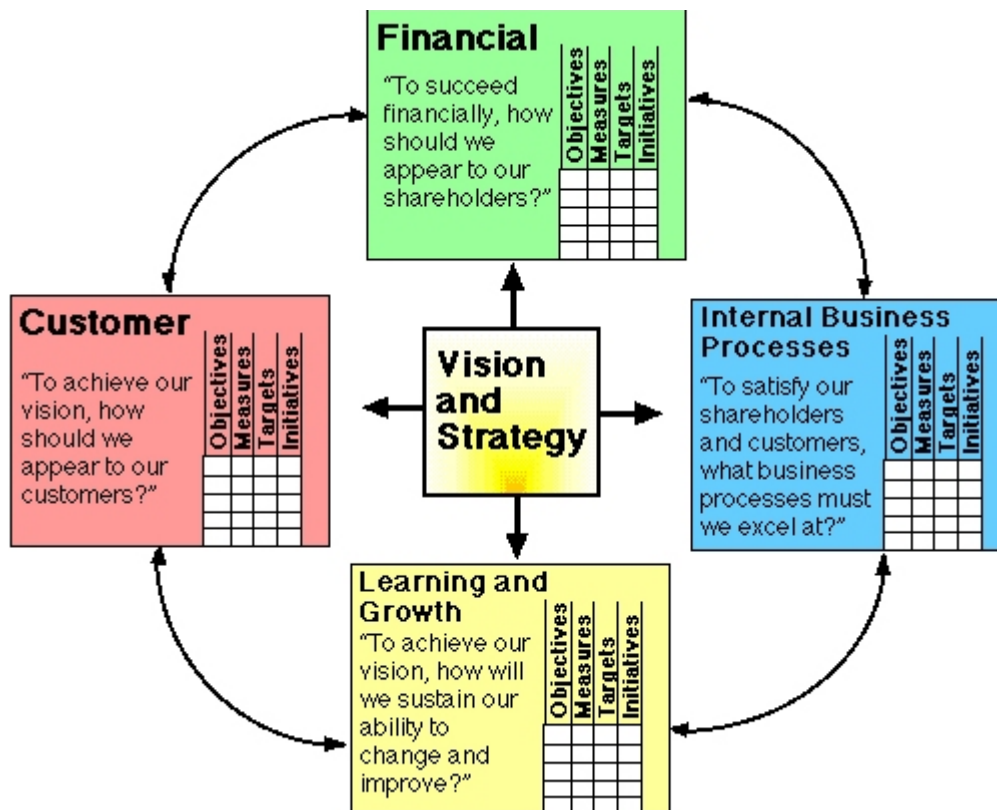 Financial
“To succeed
financially, how
should we
appear to our
shareholders?”
Objectives
Measures
Targets
Initiatives
Customer
“To achieve our
vision, how
should we
appear to our
customers?”
Objectives
Measures
Targets
Initiatives
Vision
and
Strategy
Internal Business
Processes
“To satisfy our
shareholders
and customers,
what business
processes must
we excel at?”
Objectives
Measures
Targets
Initiatives
Learning and
Growth
“To achieve our
vision, how will
we sustain our
ability to
change and
improve?”
Objectives
Measures
Targets
Initiatives